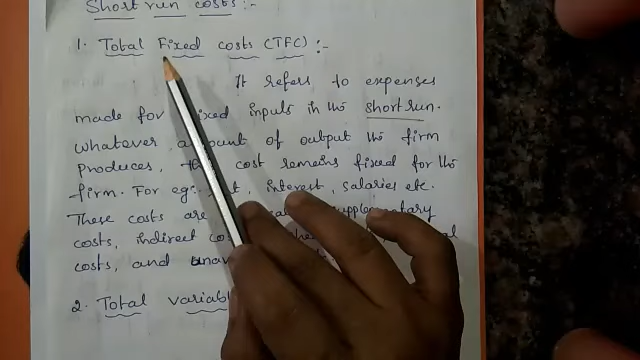 Short run costs:-
1. Total Fixed costs (TFC):-
It refers to expenses
made for inputs in the short run.
whatever amount of output the firm
produces, cost remains fixed for the
firm. For eg:- interest, salaries etc.
These costs are supplementary
costs, indirect
costs, and
2. Total